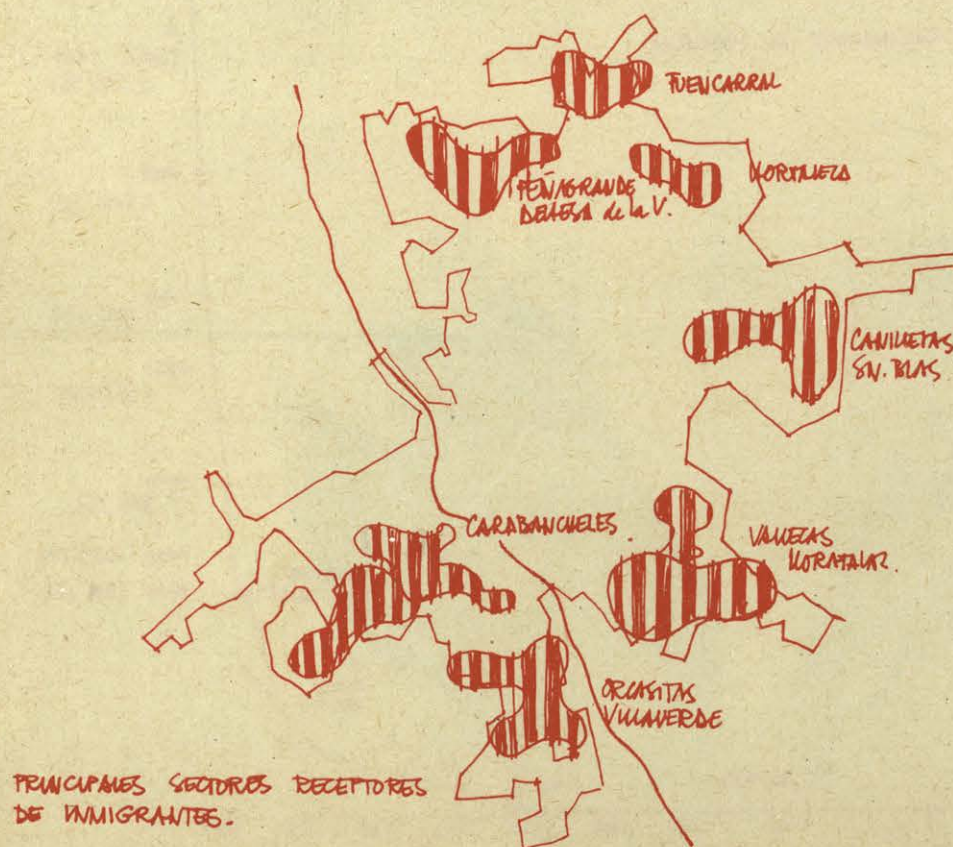 FUENCARRAL
HORTALEZA
PEÑAGRANDE
DEHESA de la V.
CANILLEJAS
SN. BLAS
CARABANCHELES
VALLECAS
MORATALAZ.
ORCASITAS
VILLAVERDE
PRINCIPALES SECTORES RECEPTORES
DE INMIGRANTES.